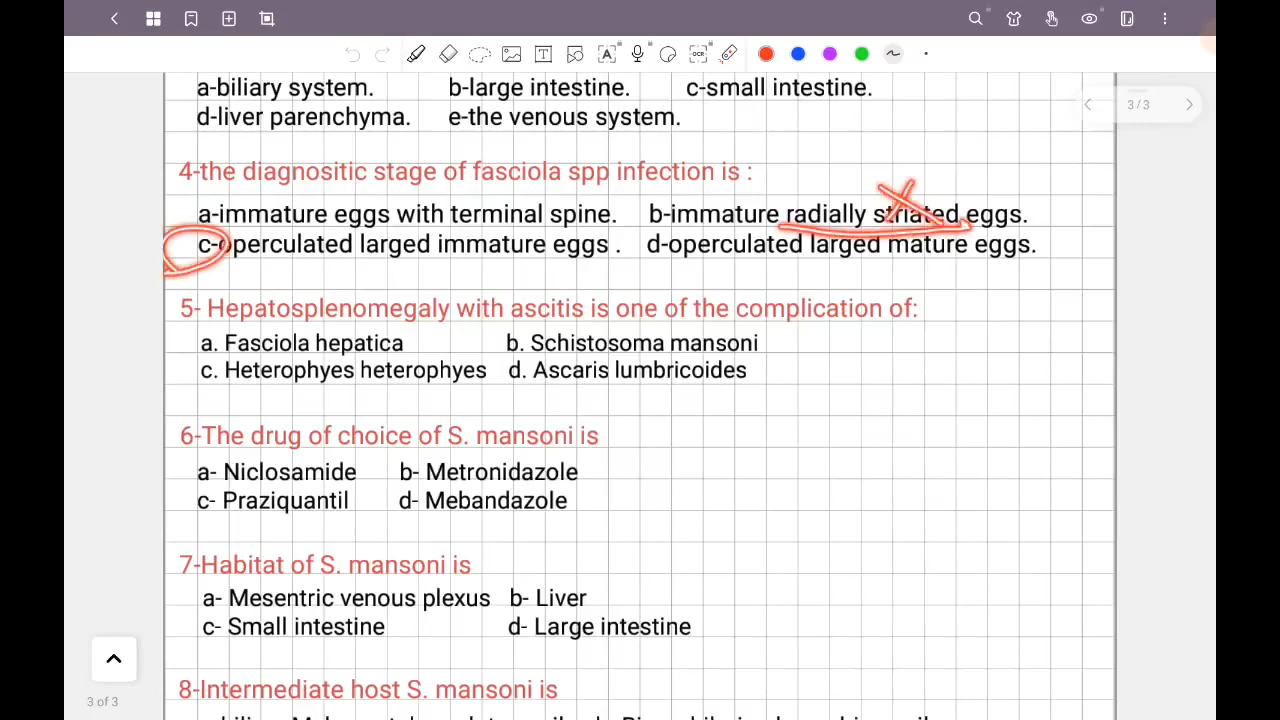 3/3
a-biliary system. b-large intestine. c-small intestine.
d-liver parenchyma. e-the venous system.
4-the diagnositic stage of fasciola spp infection is :
a-immature eggs with terminal spine. b-immature radially striated eggs.
c-operculated larged immature eggs . d-operculated larged mature eggs.
5- Hepatosplenomegaly with ascitis is one of the complication of:
a. Fasciola hepatica b. Schistosoma mansoni
c. Heterophyes heterophyes d. Ascaris lumbricoides
6-The drug of choice of S. mansoni is
a- Niclosamide b- Metronidazole
c- Praziquantil d- Mebandazole
7-Habitat of S. mansoni is
a- Mesentric venous plexus b- Liver
c- Small intestine d- Large intestine
8-Intermediate host S. mansoni is
3 of 3